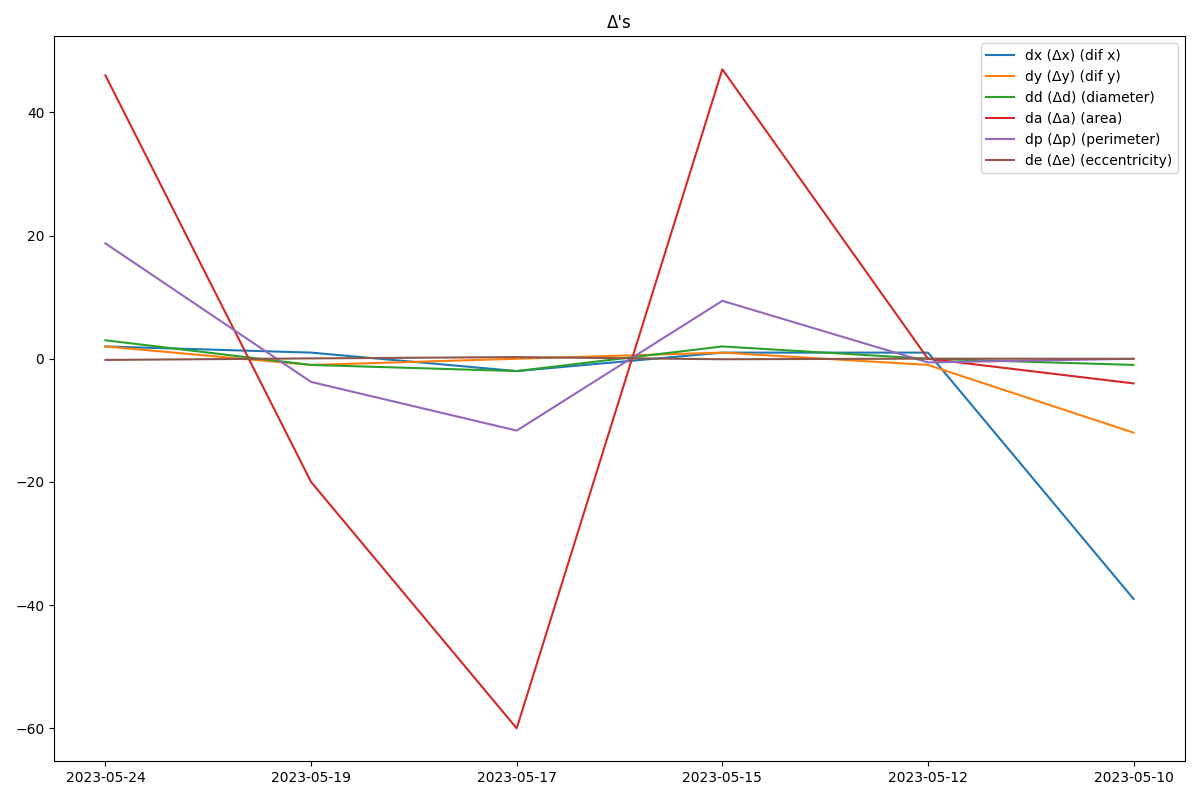 Δ's
dx (Δx) (dif x)
dy (Δy) (dif y)
dd (Δd) (diameter)
da (Δa) (area)
dp (Δp) (perimeter)
de (Δe) (eccentricity)
40
20
0
−20
−40
−60
2023-05-24 2023-05-19 2023-05-17 2023-05-15 2023-05-12 2023-05-10